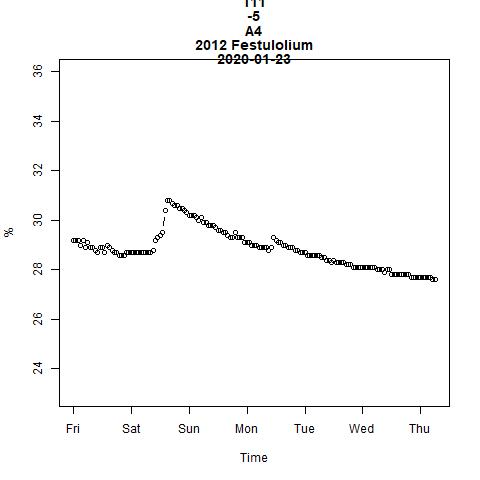 T11
-5
A4
2012 Festulolium
2020-01-23
36
34
32
30
28
26
24
%
Fri Sat Sun Mon Tue Wed Thu
Time